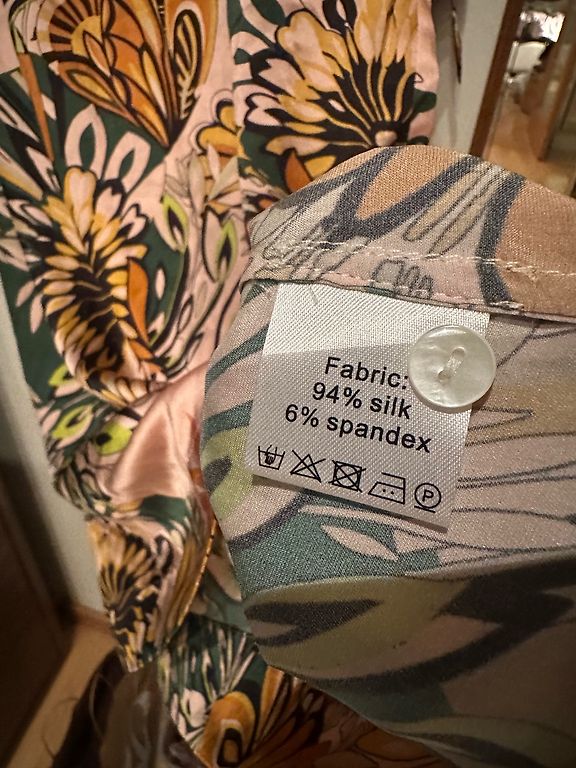 Fabric:
94% silk
6% spandex
P